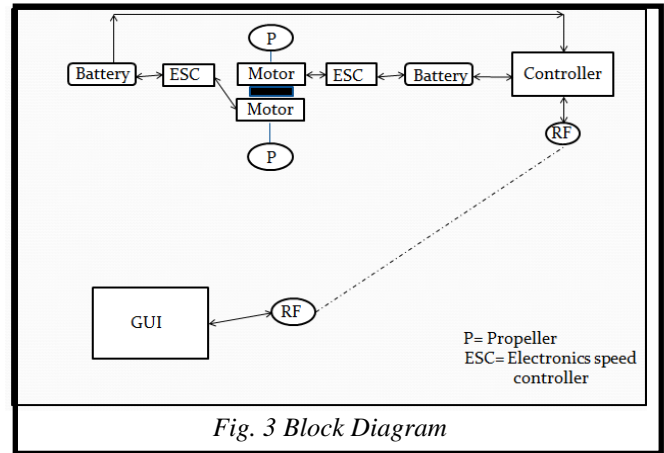 P
Battery
ESC
Motor
ESC
Battery
Controller
Motor
RF
P
GUI
RF
P= Propeller
ESC= Electronics speed
controller
Fig. 3 Block Diagram